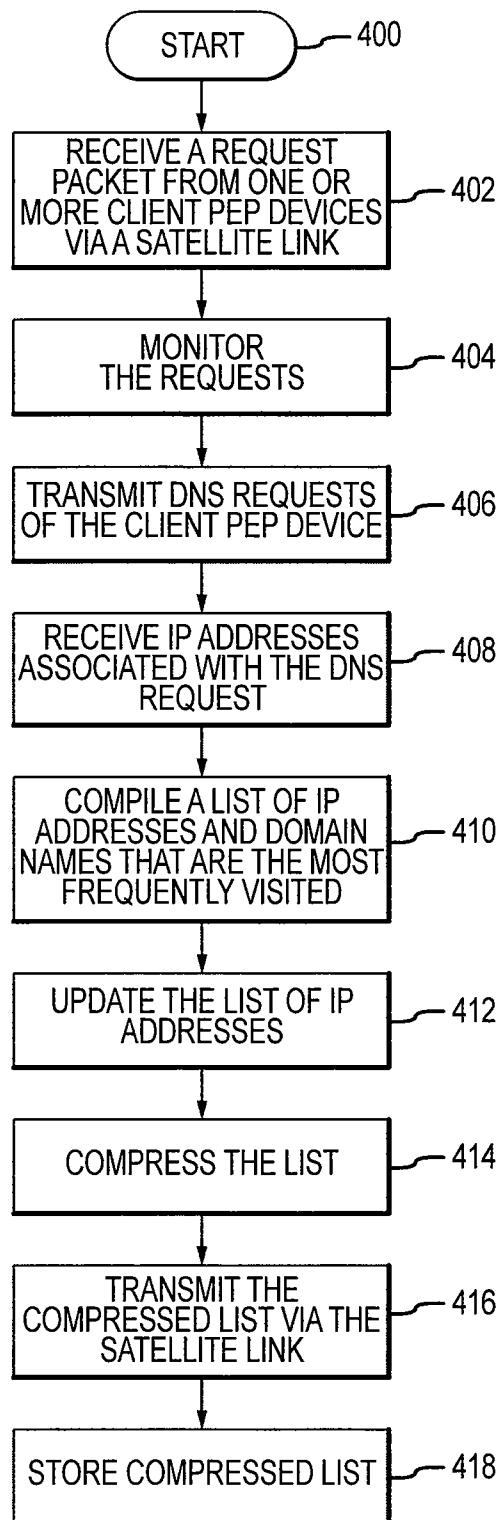 START
400
RECEIVE A REQUEST
PACKET FROM ONE OR
MORE CLIENT PEP DEVICES
VIA A SATELLITE LINK
402
MONITOR
THE REQUESTS
404
TRANSMIT DNS REQUESTS
OF THE CLIENT PEP DEVICE
406
RECEIVE IP ADDRESSES
ASSOCIATED WITH THE DNS
REQUEST
408
COMPILE A LIST OF IP
ADDRESSES AND DOMAIN
NAMES THAT ARE THE MOST
FREQUENTLY VISITED
410
UPDATE THE LIST OF IP
ADDRESSES
412
COMPRESS THE LIST
414
TRANSMIT THE
COMPRESSED LIST VIA THE
SATELLITE LINK
416
STORE COMPRESSED LIST
418